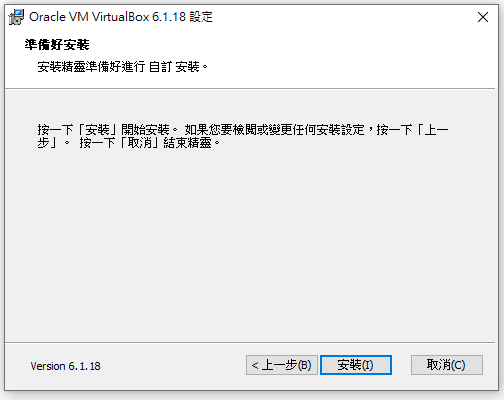 Oracle VM VirtualBox 6.1.18 設定
準備好安裝
安裝精靈準備好進行 自訂 安裝。
按一下「安裝」開始安裝。 如果您要檢閱或變更任何安裝設定，按一下「上一
步」。 按一下「取消」結束精靈。
Version 6.1.18
< 上一步(B)
安裝(I)
取消(C)